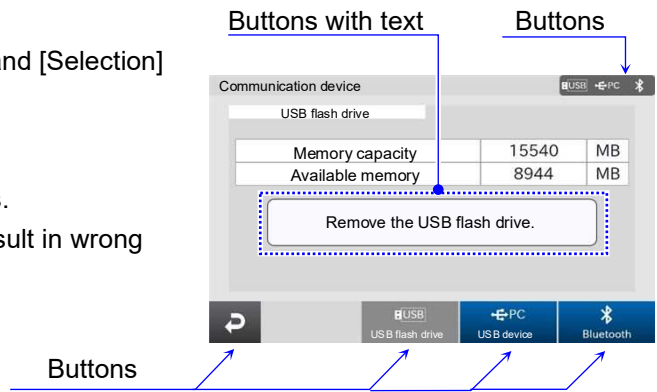 Buttons with text
Buttons
and [Selection]
Communication device
USB PC
USB flash drive
Memory capacity 15540 MB
Available memory 8944 MB
s.
sult in wrong
Remove the USB flash drive.
USB
USB flash drive
PC
USB device
Bluetooth
Buttons